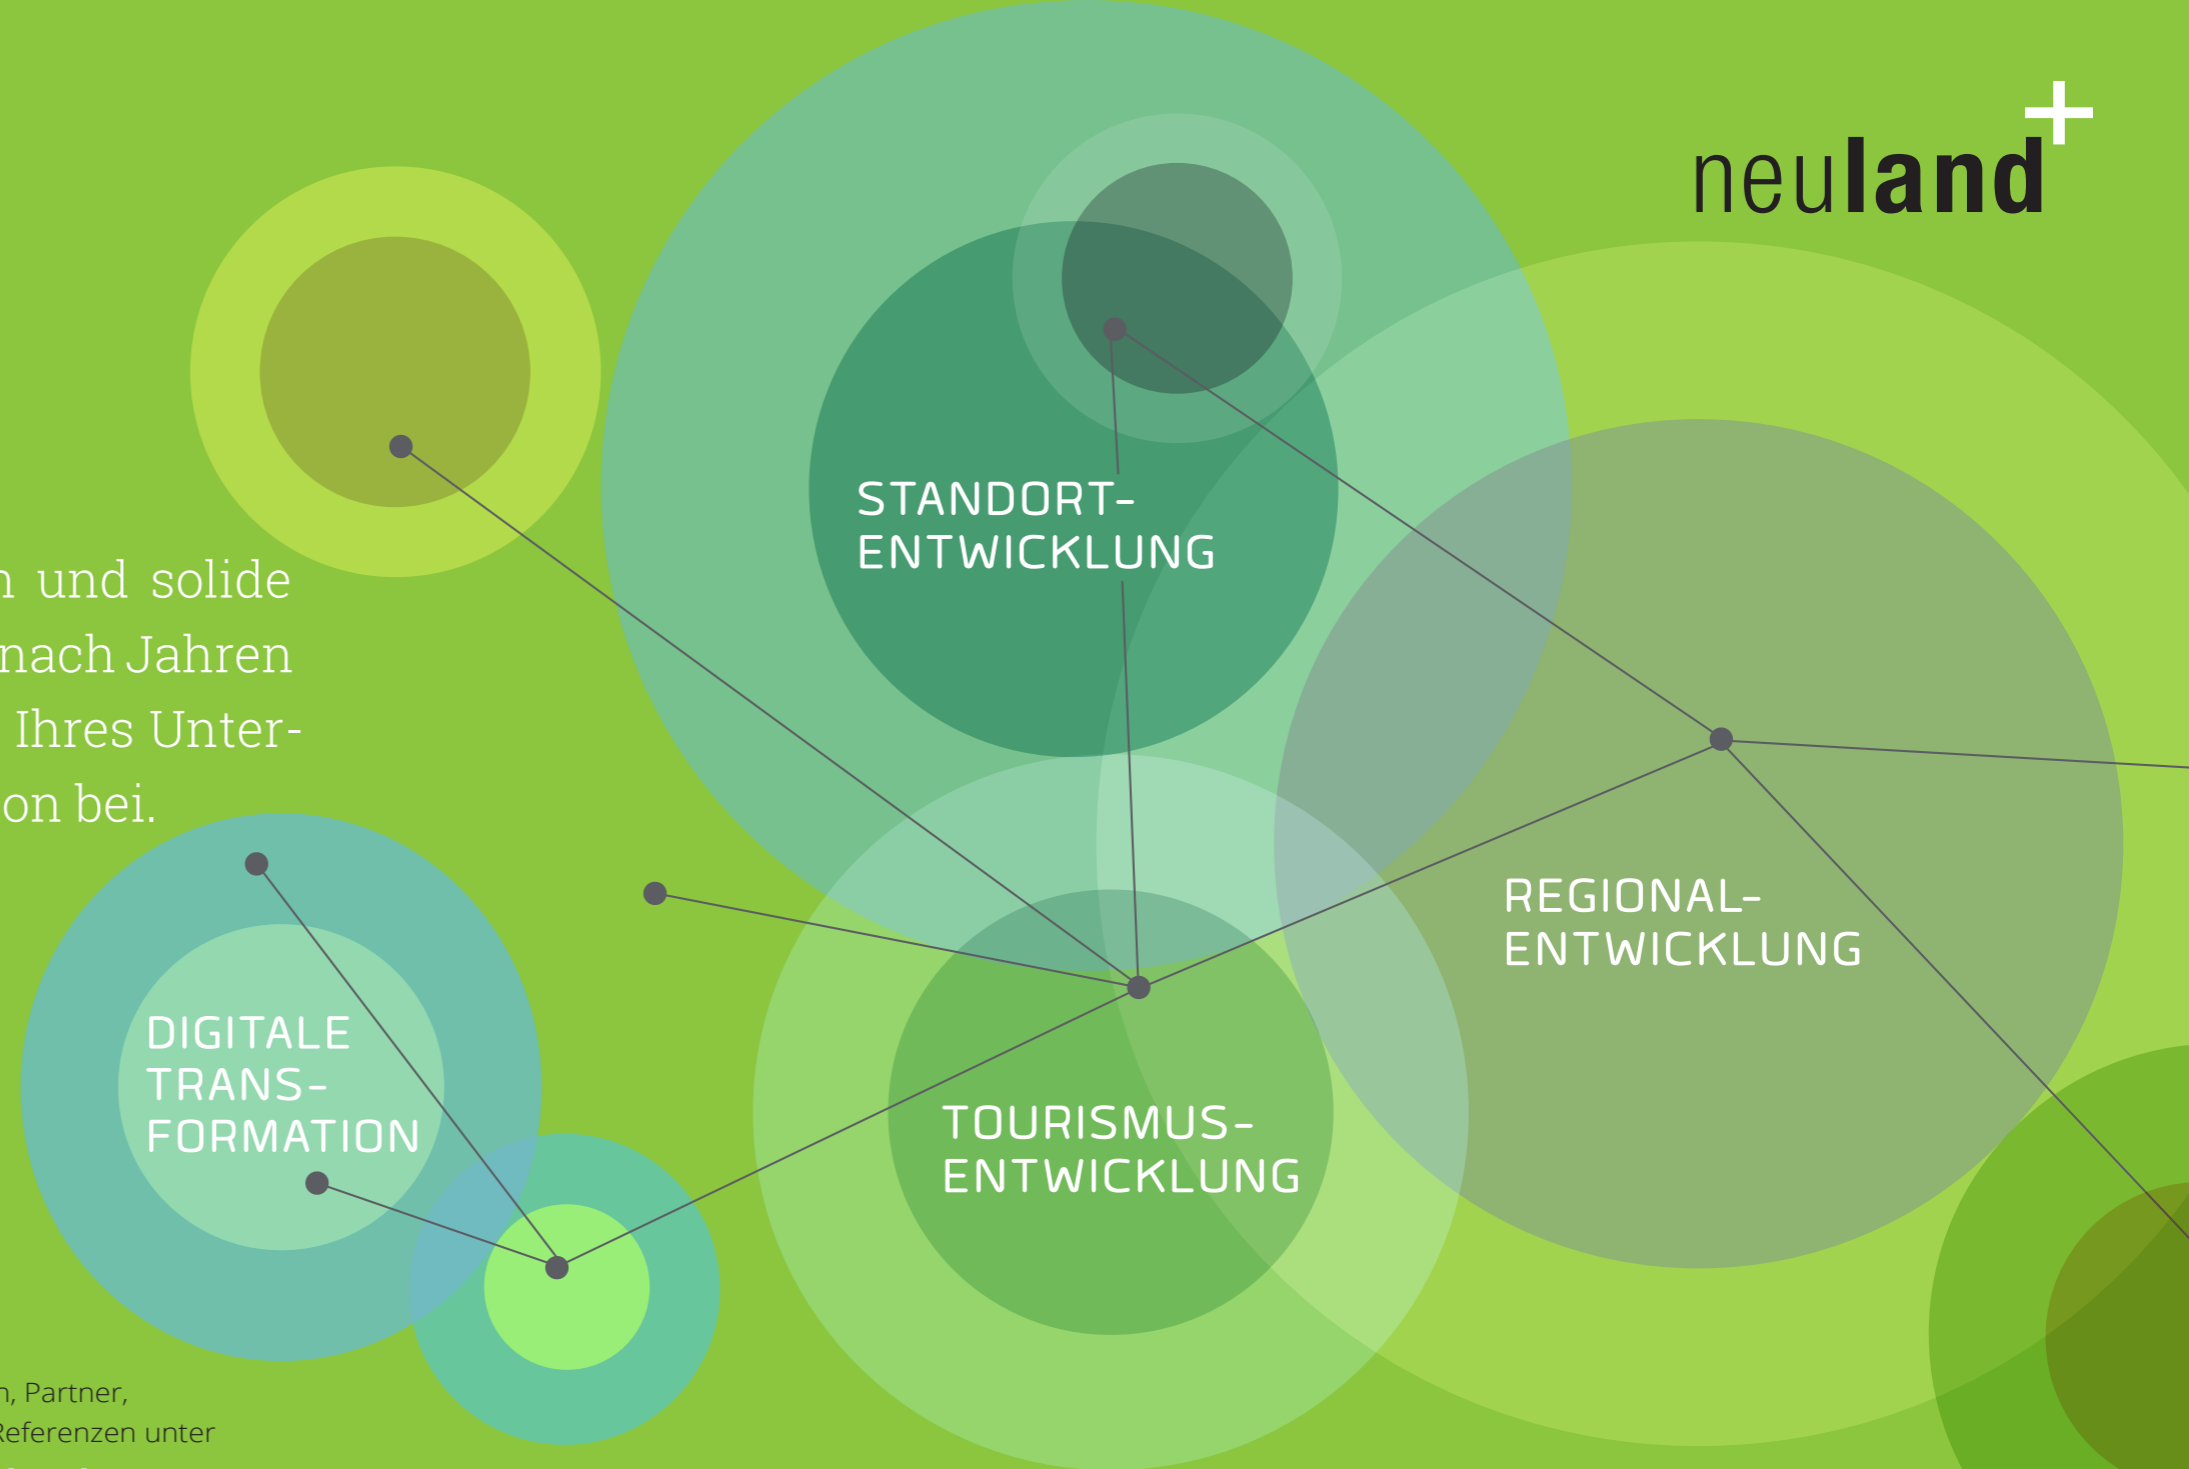 neuland+
STANDORT-
ENTWICKLUNG
und solide
nach Jahren
Ihres Unter-
bei.
REGIONAL-
ENTWICKLUNG
DIGITALE
TRANS-
FORMATION
TOURISMUS-
ENTWICKLUNG
Partner,
Referenzen unter